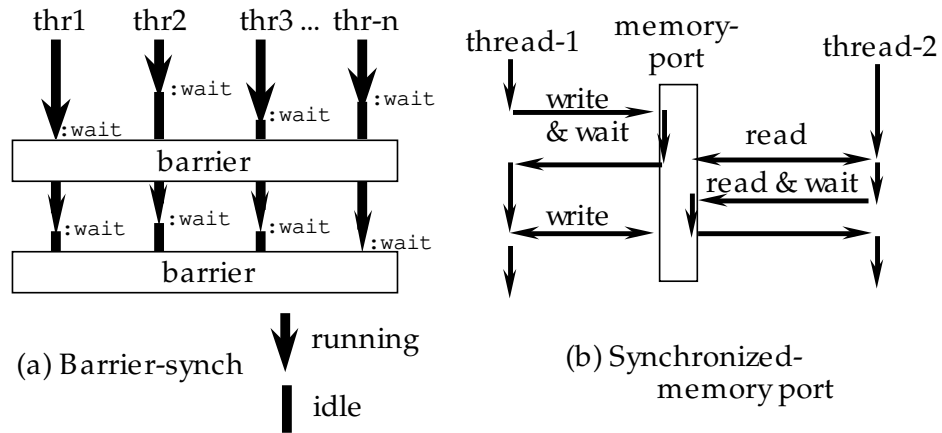 thr1 thr2 thr3 ... thr-n
:wait
:wait
:wait
:wait
barrier
:wait
:wait
:wait
:wait
barrier
running
(a) Barrier-synch
idle
thread-1
memory-
port
thread-2
write
& wait
read
read & wait
write
(b) Synchronized-
memory port